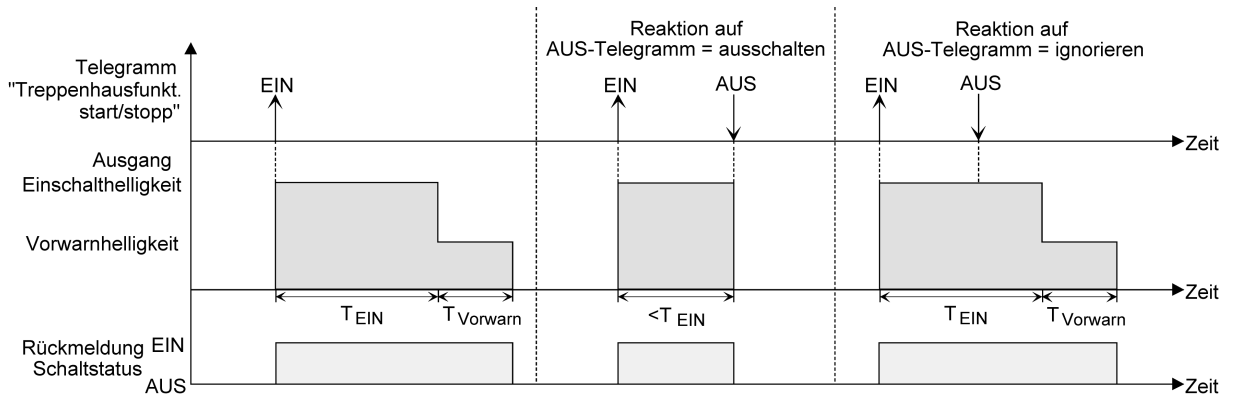 Reaktion auf
AUS-Telegramm = ausschalten
Reaktion auf
AUS-Telegramm = ignorieren
Telegramm
"Treppenhausfunkt.
start/stopp"
EIN
EIN
AUS
EIN
AUS
Zeit
Ausgang
Einschalthelligkeit
Vorwarnhelligkeit
Zeit
T EIN
T Vorwarn
<T EIN
T EIN
T Vorwarn
Rückmeldung EIN
Schaltstatus
AUS
Zeit